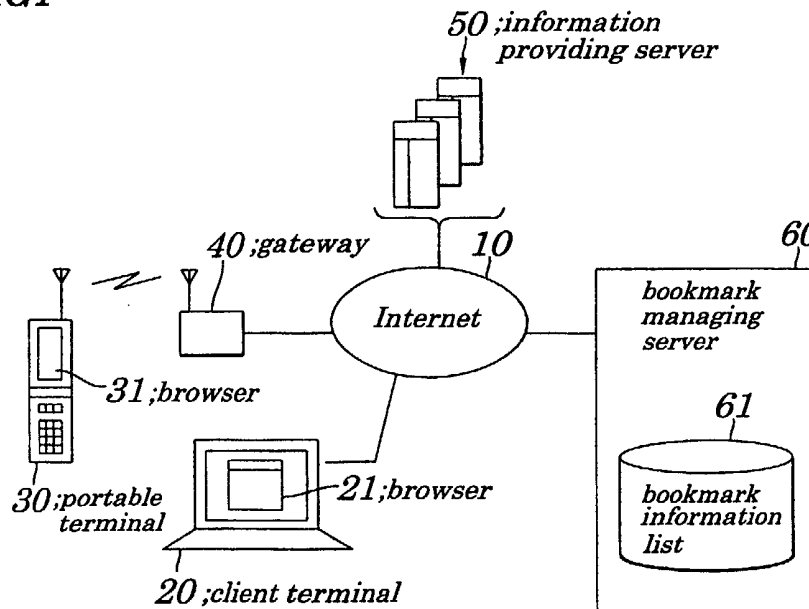 50 ;information
providing server
40 ;gateway
10
60
Internet
bookmark
managing
server
31 ;browser
61
30 ;portable
terminal
21 ;browser
bookmark
information
list
20 ;client terminal